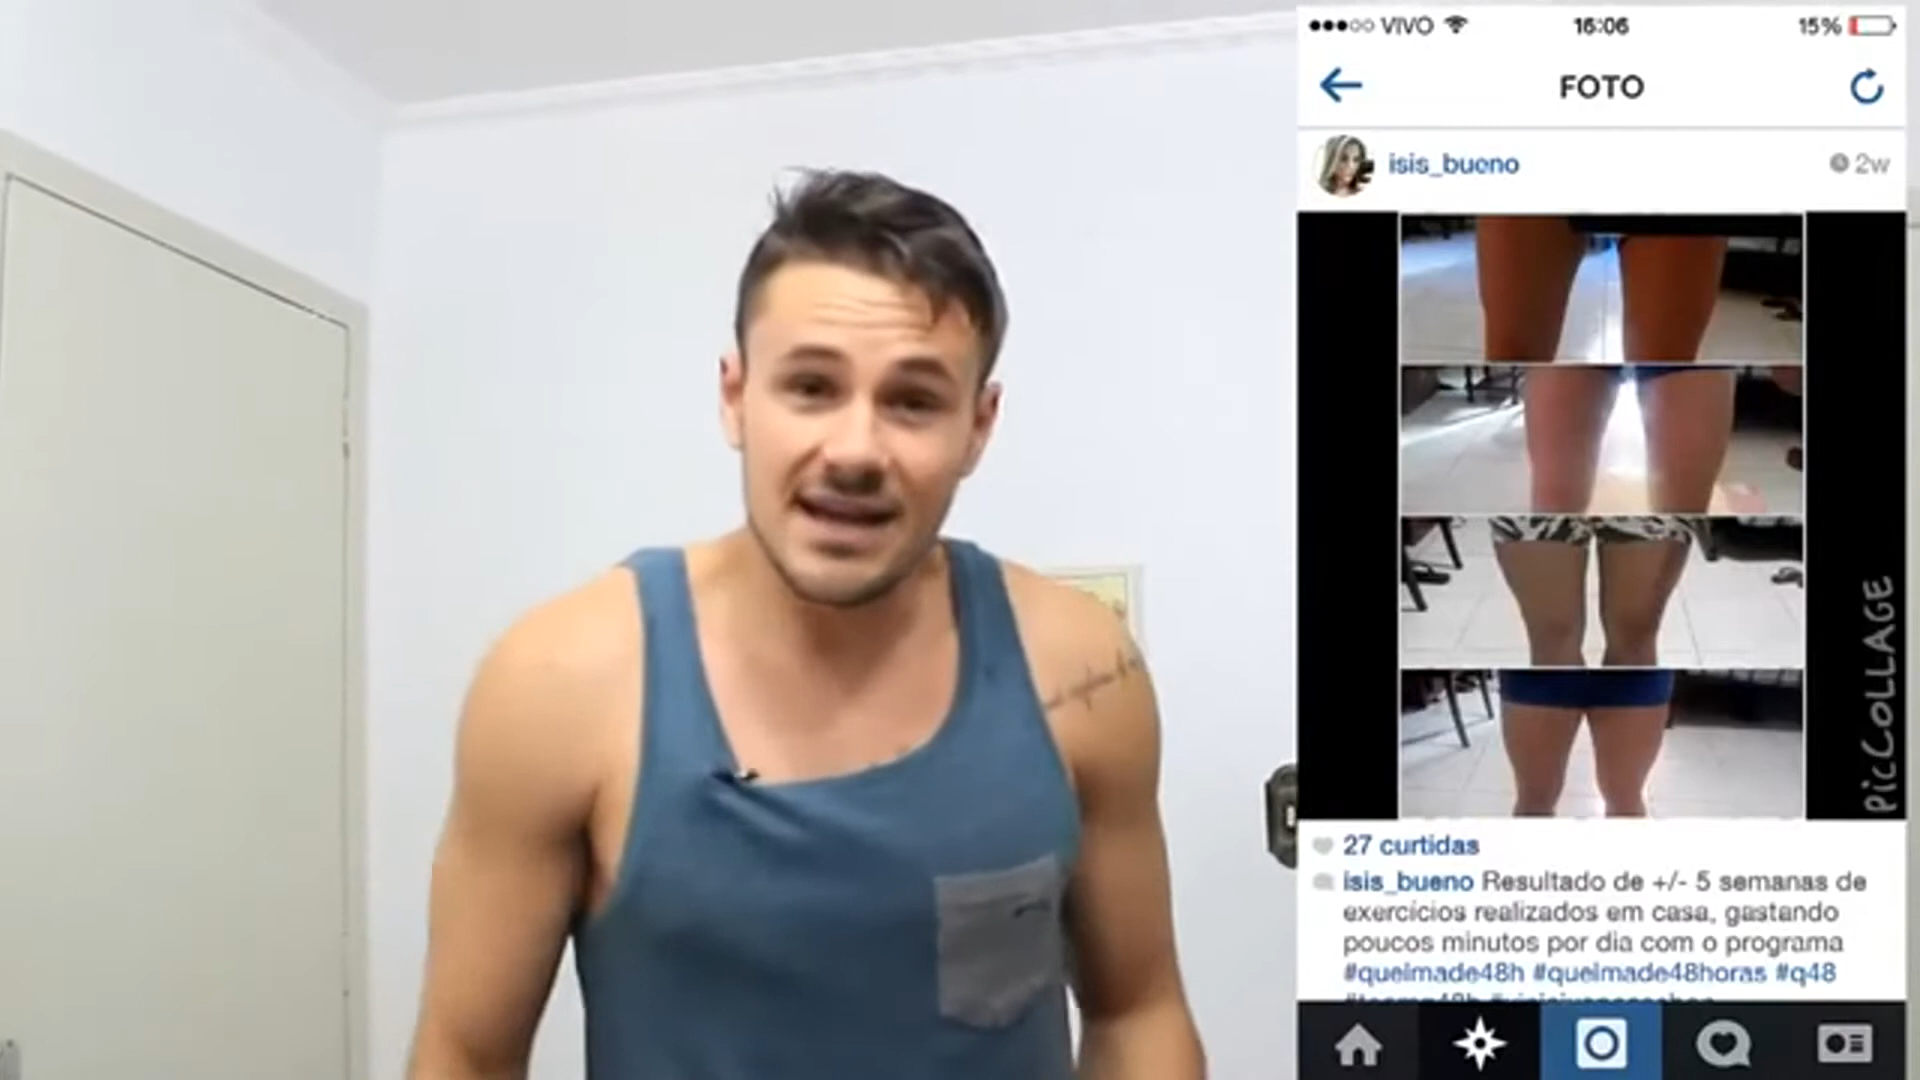 VIVO 16:06 15%
FOTO
isis_bueno 2w
PicCOLLAGE
27 curtidas
isis_bueno Resultado de +/- 5 semanas de
exercícios realizados em casa, gastando
poucos minutos por dia com o programa
#queimade48h #queimade48horas #q48